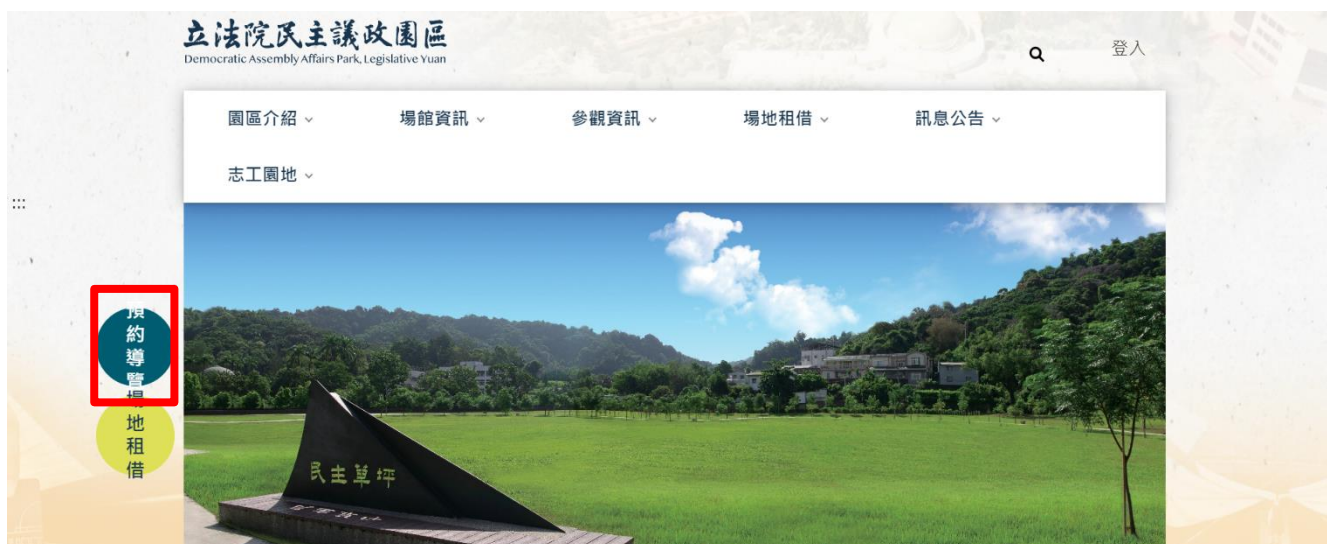 立法院民主議政園區
Democratic Assembly Affairs Park, Legislative Yuan
登入
園區介紹
場館資訊
參觀資訊
場地租借
訊息公告
志工園地
:::
預約導覽
場地租借
民主草坪